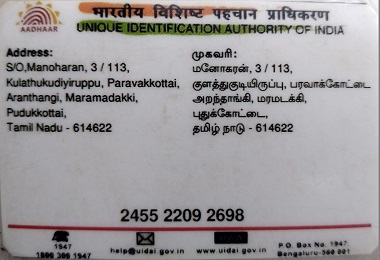 भारतीय विशिष्ट पहचान प्राधिकरण
AADHAAR
UNIQUE IDENTIFICATION AUTHORITY OF INDIA
Address:
S/O,Manoharan, 3 / 113,
Kulathukudiyiruppu, Paravakkottai,
Aranthangi, Maramadakki,
Pudukkottai,
Tamil Nadu - 614622
முகவரி:
மனோகரன், 3 / 113,
குளத்துகுடியிருப்பு, பரவாக்கோட்டை
அறந்தாங்கி, மரமடக்கி,
புதுக்கோட்டை,
தமிழ் நாடு - 614622
2455 2209 2698
1947
1800 300 1947
help@uidai.gov.in
www.uidai.gov.in
P.O. Box No. 1947,
Bengaluru-560 001